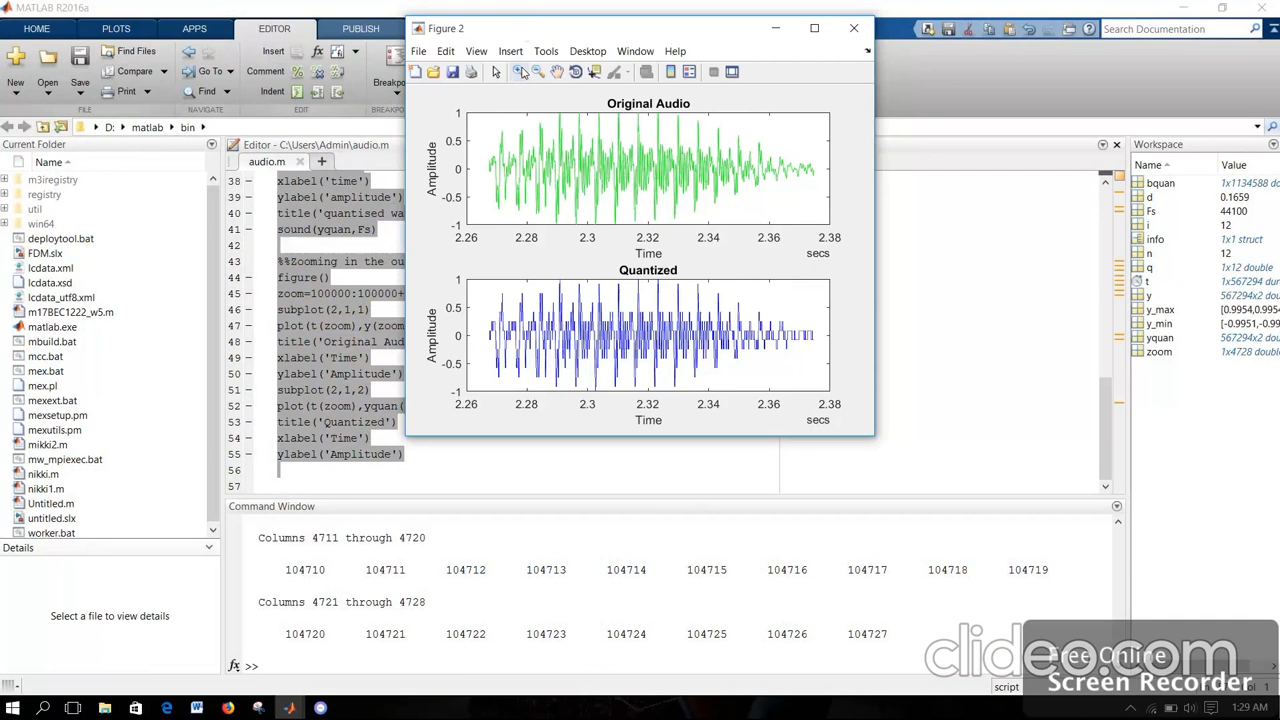 MATLAB R2016a
HOME PLOTS APPS EDITOR PUBLISH
Search Documentation
New Open Save
Find Files
Compare
Print
FILE
Go To
Find
NAVIGATE
Insert
Comment
Indent
EDIT
Breakpo
D: matlab bin
Current Folder
Name
m3iregistry
registry
util
win64
deploytool.bat
FDM.slx
lcdata.xml
lcdata.xsd
lcdata_utf8.xml
m17BEC1222_w5.m
matlab.exe
mbuild.bat
mcc.bat
mex.bat
mex.pl
mexext.bat
mexsetup.pm
mexutils.pm
mikki2.m
mw_mpiexec.bat
nikki.m
nikki1.m
Untitled.m
untitled.slx
worker.bat
Details
Select a file to view details
Editor - C:\Users\Admin\audio.m
audio.m
38 xlabel('time')
39 ylabel('amplitude')
40 title('quantised wa
41 sound(yquan,Fs)
42
43 %%Zooming in the ou
44 figure()
45 zoom=100000:100000+
46 subplot(2,1,1)
47 plot(t(zoom),y(zoom
48 title('Original Aud
49 xlabel('Time')
50 ylabel('Amplitude')
51 subplot(2,1,2)
52 plot(t(zoom),yquan(
53 title('Quantized')
54 xlabel('Time')
55 ylabel('Amplitude')
56
57
Figure 2
File Edit View Insert Tools Desktop Window Help
Original Audio
Amplitude
1
0.5
0
-0.5
-1
2.26 2.28 2.3 2.32 2.34 2.36 2.38
Time secs
Quantized
Amplitude
1
0.5
0
-0.5
-1
2.26 2.28 2.3 2.32 2.34 2.36 2.38
Time secs
Command Window
Columns 4711 through 4720
104710 104711 104712 104713 104714 104715 104716 104717 104718 104719
Columns 4721 through 4728
104720 104721 104722 104723 104724 104725 104726 104727
fx >>
Workspace
Name Value
bquan 1x1134588 dou
d 0.1659
Fs 44100
i 12
info 1x1 struct
n 12
q 1x12 double
t 1x567294 doub
y 567294x2 doub
y_max [0.9954,0.9954
y_min [-0.9951,-0.99
yquan 567294x2 doub
zoom 1x4728 double
script
clideo.com
Free Online
Screen Recorder
1:29 AM